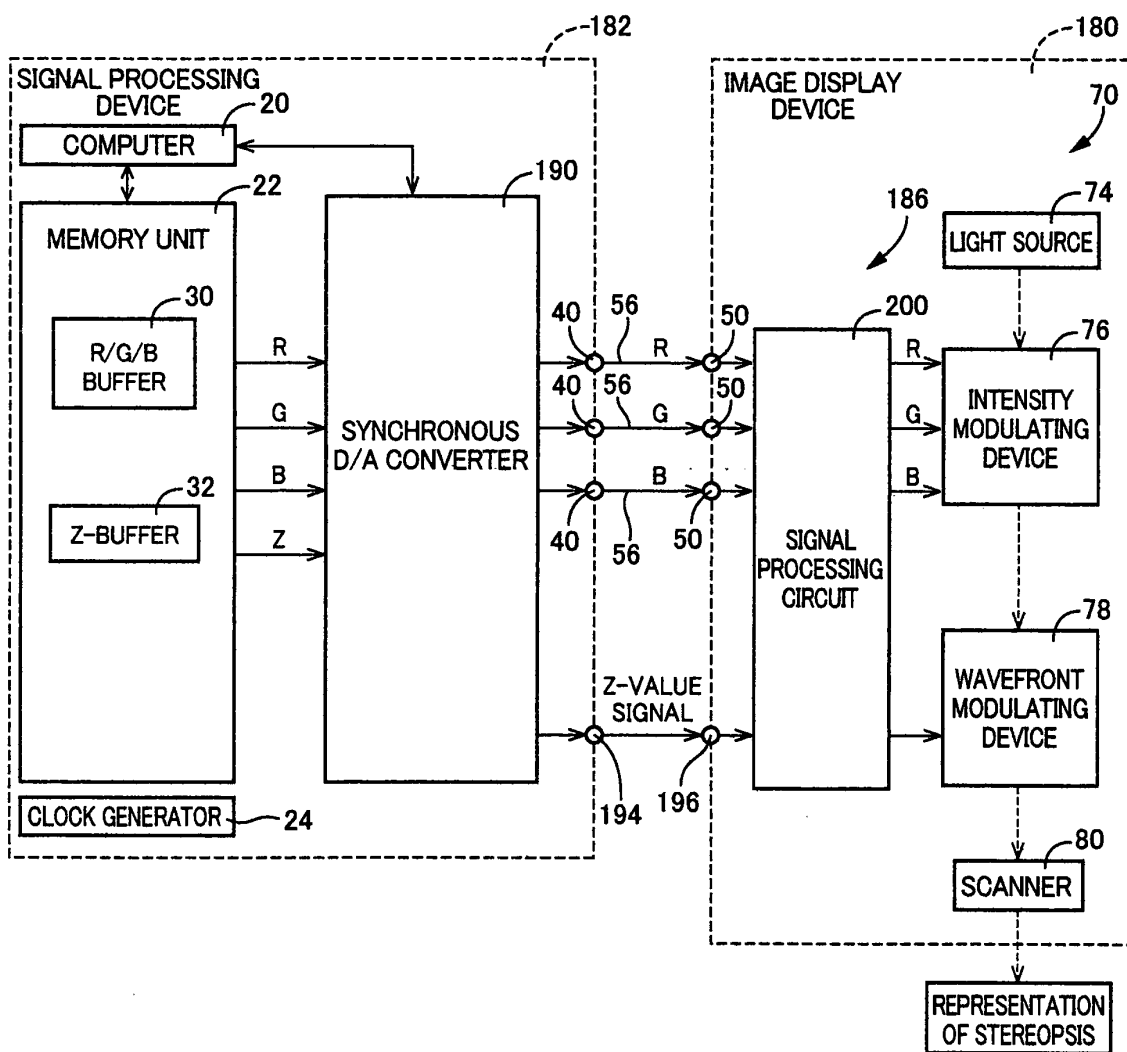 182
180
SIGNAL PROCESSING
DEVICE
20
COMPUTER
190
22
MEMORY UNIT
30
R/G/B
BUFFER
32
Z-BUFFER
R
G
B
Z
SYNCHRONOUS
D/A CONVERTER
CLOCK GENERATOR
24
40
56
R
50
40
56
G
50
40
56
B
50
Z-VALUE
SIGNAL
194
196
IMAGE DISPLAY
DEVICE
70
186
74
LIGHT SOURCE
200
SIGNAL
PROCESSING
CIRCUIT
R
G
B
76
INTENSITY
MODULATING
DEVICE
78
WAVEFRONT
MODULATING
DEVICE
80
SCANNER
REPRESENTATION
OF STEREOPSIS